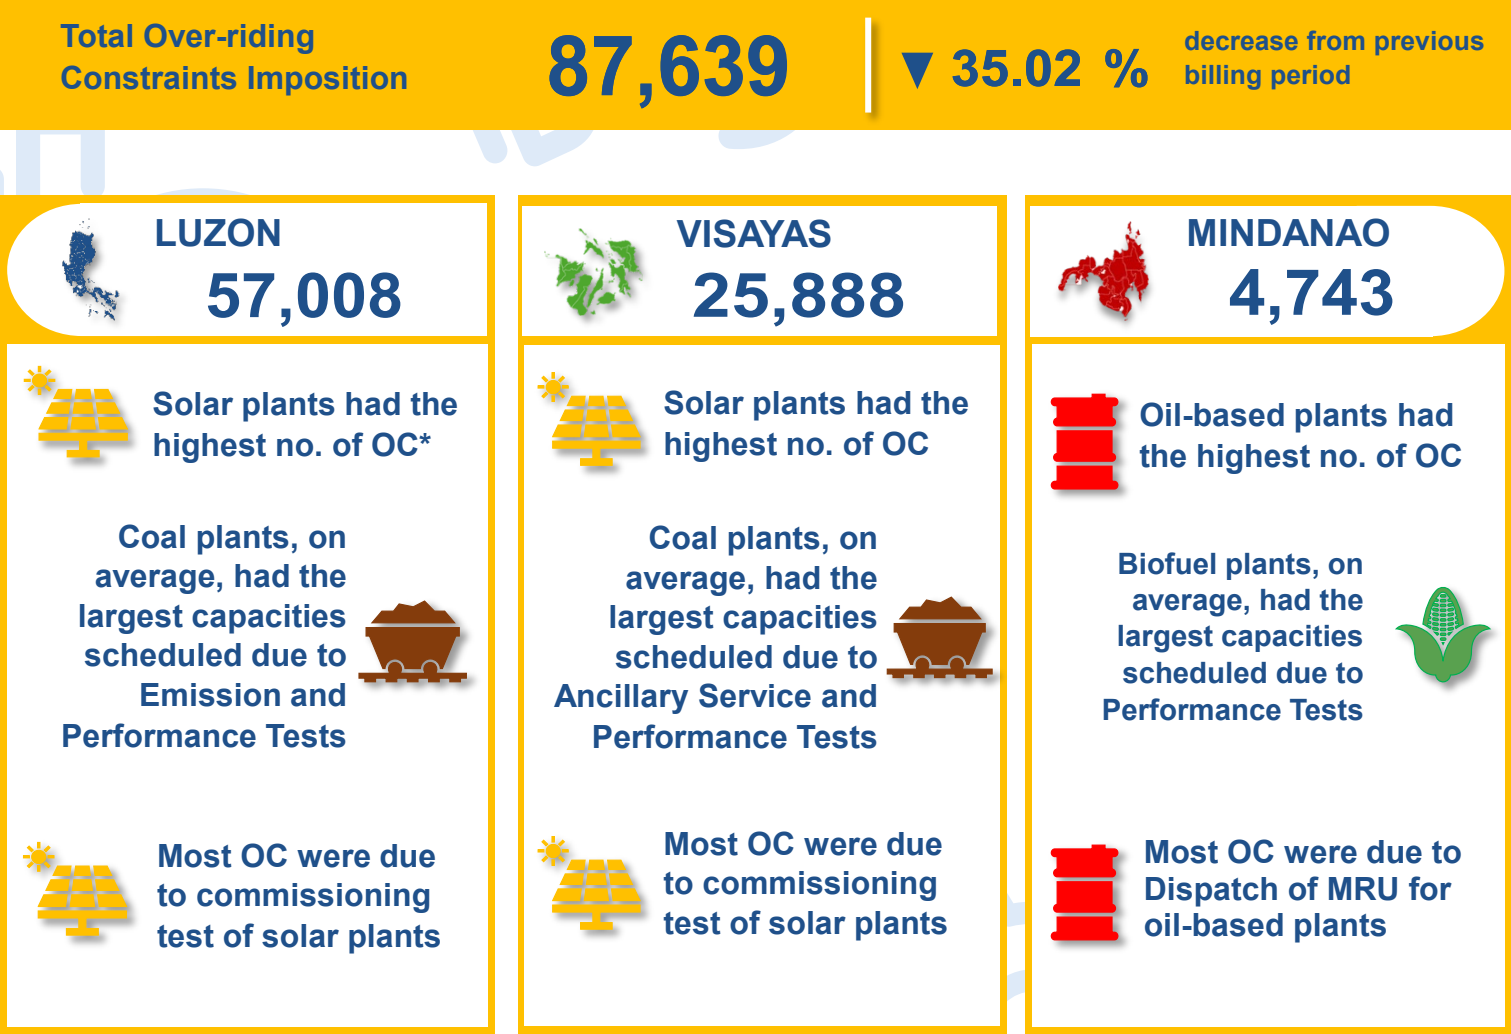 Total Over-riding
Constraints Imposition
87,639
▼ 35.02 %
decrease from previous
billing period
LUZON
57,008
Solar plants had the
highest no. of OC*
Coal plants, on
average, had the
largest capacities
scheduled due to
Emission and
Performance Tests
Most OC were due
to commissioning
test of solar plants
VISAYAS
25,888
Solar plants had the
highest no. of OC
Coal plants, on
average, had the
largest capacities
scheduled due to
Ancillary Service and
Performance Tests
Most OC were due
to commissioning
test of solar plants
MINDANAO
4,743
Oil-based plants had
the highest no. of OC
Biofuel plants, on
average, had the
largest capacities
scheduled due to
Performance Tests
Most OC were due to
Dispatch of MRU for
oil-based plants